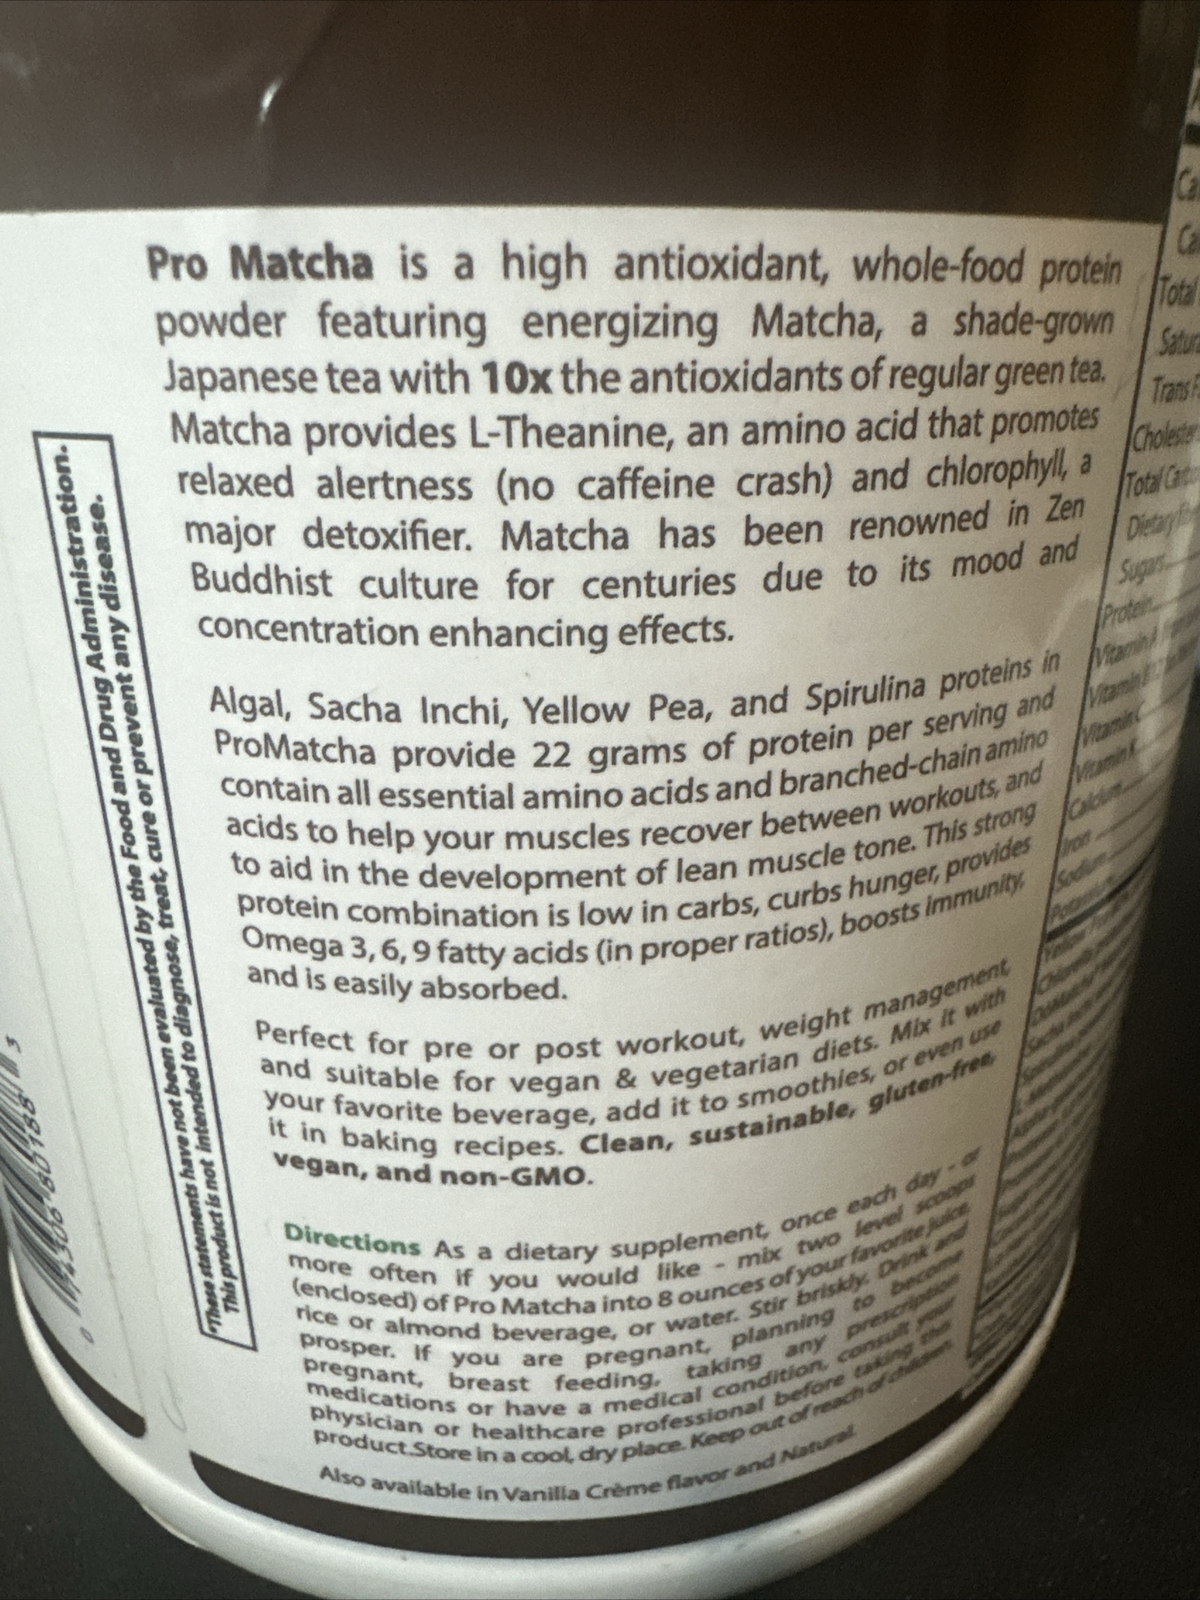 Pro Matcha is a high antioxidant, whole-food protein
powder featuring energizing Matcha, a shade-grown
Japanese tea with 10x the antioxidants of regular green tea.
Matcha provides L-Theanine, an amino acid that promotes
relaxed alertness (no caffeine crash) and chlorophyll, a
major detoxifier. Matcha has been renowned in Zen
Buddhist culture for centuries due to its mood and
concentration enhancing effects.
Algal, Sacha Inchi, Yellow Pea, and Spirulina proteins in
ProMatcha provide 22 grams of protein per serving and
contain all essential amino acids and branched-chain amino
acids to help your muscles recover between workouts, and
to aid in the development of lean muscle tone. This strong
protein combination is low in carbs, curbs hunger, provides
Omega 3, 6, 9 fatty acids (in proper ratios), boosts immunity,
and is easily absorbed.
Perfect for pre or post workout, weight management,
and suitable for vegan & vegetarian diets. Mix it with
your favorite beverage, add it to smoothies, or even use
it in baking recipes. Clean, sustainable, gluten-free,
vegan, and non-GMO.
Directions As a dietary supplement, once each day - or
more often if you would like - mix two level scoops
(enclosed) of Pro Matcha into 8 ounces of your favorite juice,
rice or almond beverage, or water. Stir briskly. Drink and
prosper. If you are pregnant, planning to become
pregnant, breast feeding, taking any prescription
medications or have a medical condition, consult your
physician or healthcare professional before taking this
product.Store in a cool, dry place. Keep out of reach of children.
Also available in Vanilla Crème flavor and Natural.
*These statements have not been evaluated by the Food and Drug Administration.
This product is not intended to diagnose, treat, cure or prevent any disease.
Total
Trans
Total
Dietary
Sugars
Protein
Vitamin A
Vitamin
Vitamin
Vitamin K
Calcium
Iron
Sodium